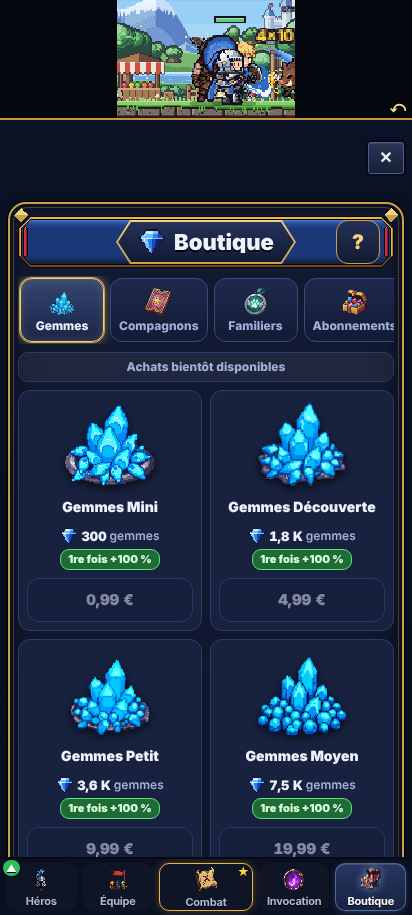 4×10
×
Boutique
?
Gemmes
Compagnons
Familiers
Abonnements
Achats bientôt disponibles
Gemmes Mini
300 gemmes
1re fois +100 %
0,99 €
Gemmes Découverte
1,8 K gemmes
1re fois +100 %
4,99 €
Gemmes Petit
3,6 K gemmes
1re fois +100 %
9,99 €
Gemmes Moyen
7,5 K gemmes
1re fois +100 %
19,99 €
Héros
Équipe
Combat
Invocation
Boutique